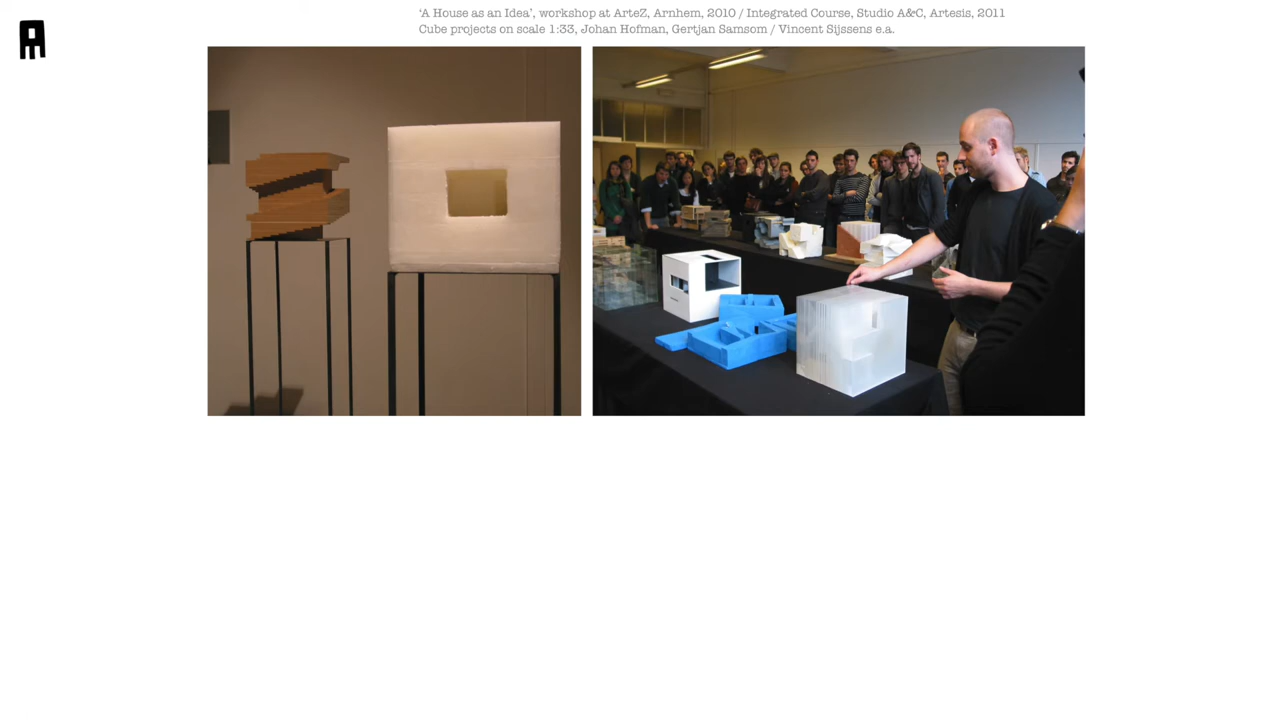 ‘A House as an Idea’, workshop at ArteZ, Arnhem, 2010 / Integrated Course, Studio A&C, Artesis, 2011
Cube projects on scale 1:33, Johan Hofman, Gertjan Samsom / Vincent Sijssens e.a.